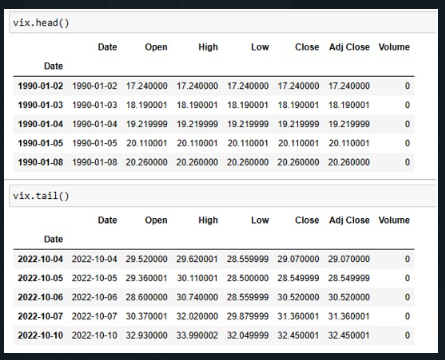 vix.head()
Date Open High Low Close Adj Close Volume
Date
1990-01-02 1990-01-02 17.240000 17.240000 17.240000 17.240000 17.240000 0
1990-01-03 1990-01-03 18.190001 18.190001 18.190001 18.190001 18.190001 0
1990-01-04 1990-01-04 19.219999 19.219999 19.219999 19.219999 19.219999 0
1990-01-05 1990-01-05 20.110001 20.110001 20.110001 20.110001 20.110001 0
1990-01-08 1990-01-08 20.260000 20.260000 20.260000 20.260000 20.260000 0
vix.tail()
Date Open High Low Close Adj Close Volume
Date
2022-10-04 2022-10-04 29.520000 29.620001 28.559999 29.070000 29.070000 0
2022-10-05 2022-10-05 29.360001 30.110001 28.500000 28.549999 28.549999 0
2022-10-06 2022-10-06 28.600000 30.740000 28.559999 30.520000 30.520000 0
2022-10-07 2022-10-07 30.370001 32.020000 29.879999 31.360001 31.360001 0
2022-10-10 2022-10-10 32.930000 33.990002 32.049999 32.450001 32.450001 0